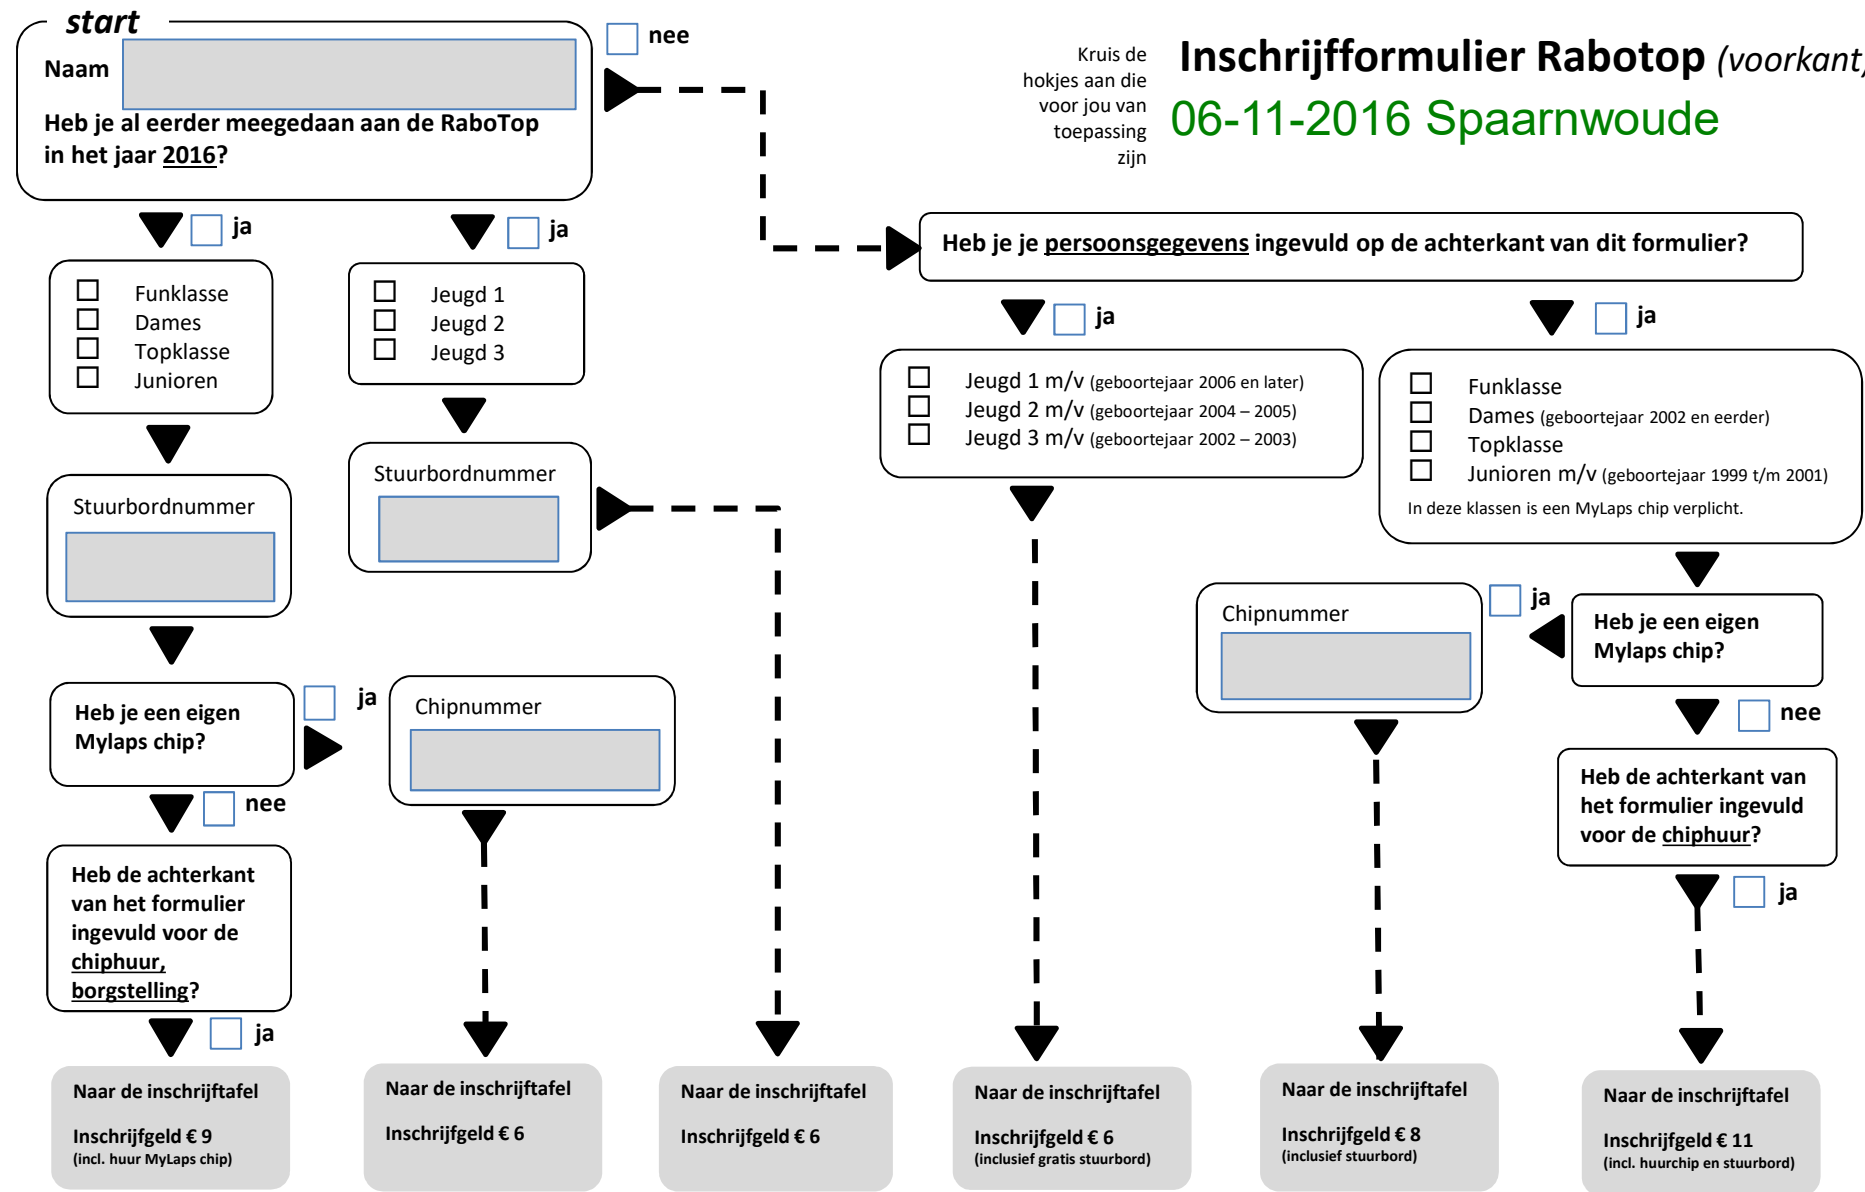 start
Naam
Heb je al eerder meegedaan aan de RaboTop
in het jaar 2016?
nee
Kruis de
hokjes aan die
voor jou van
toepassing
zijn
Inschrijfformulier Rabotop (voorkant)
06-11-2016 Spaarnwoude
ja
ja
Funklasse
Dames
Topklasse
Junioren
Jeugd 1
Jeugd 2
Jeugd 3
Heb je je persoonsgegevens ingevuld op de achterkant van dit formulier?
ja
ja
Jeugd 1 m/v (geboortejaar 2006 en later)
Jeugd 2 m/v (geboortejaar 2004 – 2005)
Jeugd 3 m/v (geboortejaar 2002 – 2003)
Funklasse
Dames (geboortejaar 2002 en eerder)
Topklasse
Junioren m/v (geboortejaar 1999 t/m 2001)
In deze klassen is een MyLaps chip verplicht.
Stuurbordnummer
Stuurbordnummer
Heb je een eigen
Mylaps chip?
ja
Chipnummer
nee
Chipnummer
ja
Heb je een eigen
Mylaps chip?
nee
Heb de achterkant
van het formulier
ingevuld voor de
chiphuur,
borgstelling?
ja
Heb de achterkant van
het formulier ingevuld
voor de chiphuur?
ja
Naar de inschrijftafel
Inschrijfgeld € 9
(incl. huur MyLaps chip)
Naar de inschrijftafel
Inschrijfgeld € 6
Naar de inschrijftafel
Inschrijfgeld € 6
Naar de inschrijftafel
Inschrijfgeld € 6
(inclusief gratis stuurbord)
Naar de inschrijftafel
Inschrijfgeld € 8
(inclusief stuurbord)
Naar de inschrijftafel
Inschrijfgeld € 11
(incl. huurchip en stuurbord)